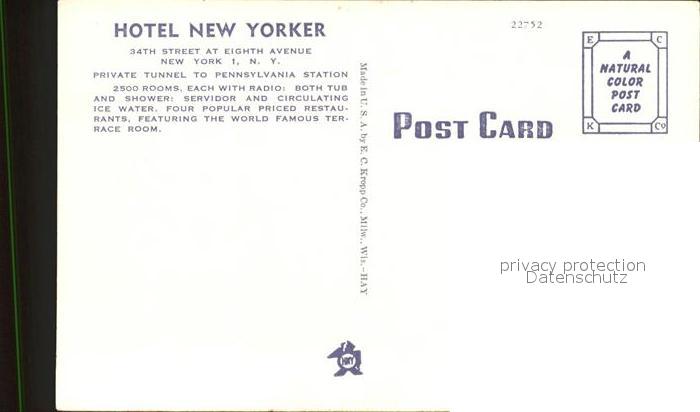 HOTEL NEW YORKER
34TH STREET AT EIGHTH AVENUE
NEW YORK 1, N. Y.
PRIVATE TUNNEL TO PENNSYLVANIA STATION
2500 ROOMS, EACH WITH RADIO; BOTH TUB
AND SHOWER; SERVIDOR AND CIRCULATING
ICE WATER. FOUR POPULAR PRICED RESTAU-
RANTS, FEATURING THE WORLD FAMOUS TER-
RACE ROOM.
Made in U. S. A. by E. C. Kropp Co., Milw., Wis.-HAY
22752
POST CARD
E C
A
NATURAL
COLOR
POST
CARD
K Co
privacy protection
Datenschutz
HNY